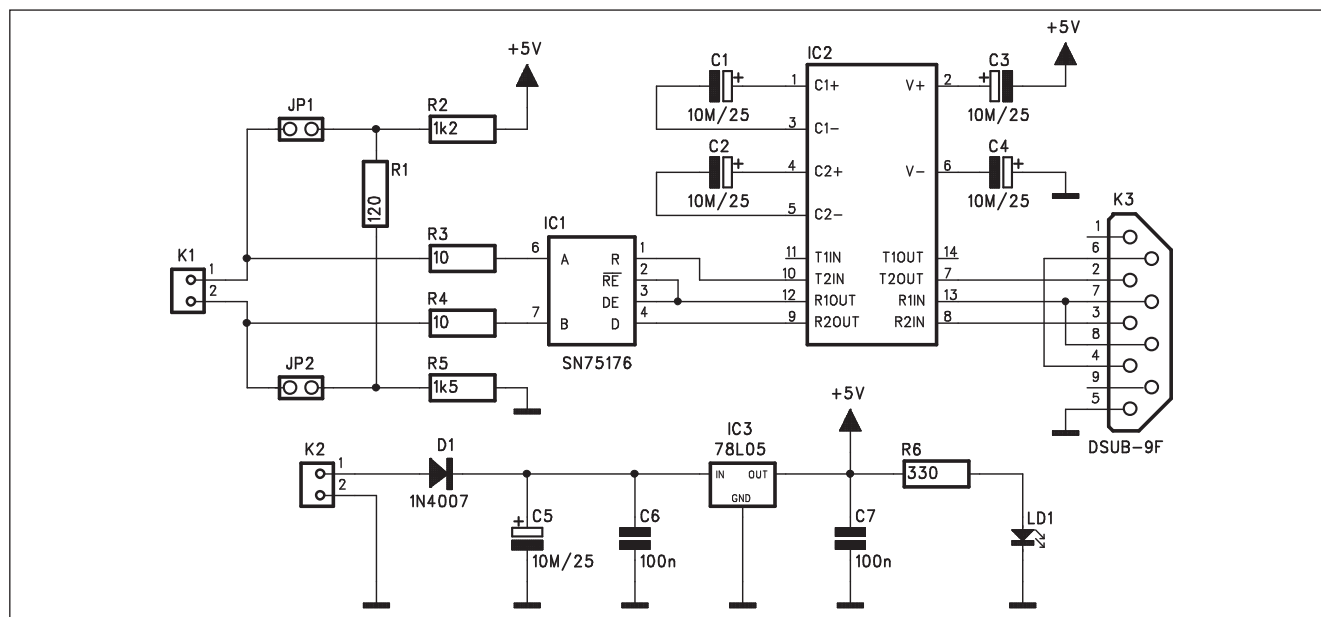 +5V
JP1
R2
1k2
R1
120
K1
1
2
R3
10
R4
10
JP2
R5
1k5
IC1
6
A
R
1
RE
2
DE
3
7
B
D
4
SN75176
C1
+
10M/25
C2
+
10M/25
IC2
1
C1+
V+
2
3
C1-
4
C2+
V-
6
5
C2-
11
T1IN
T1OUT
14
10
T2IN
T2OUT
7
12
R1OUT
R1IN
13
9
R2OUT
R2IN
8
+5V
+
C3
10M/25
C4
+
10M/25
K3
1
6
2
7
3
8
4
9
5
DSUB-9F
K2
1
2
D1
1N4007
+
C5
10M/25
C6
100n
IC3
78L05
IN
OUT
GND
+5V
C7
100n
R6
330
LD1